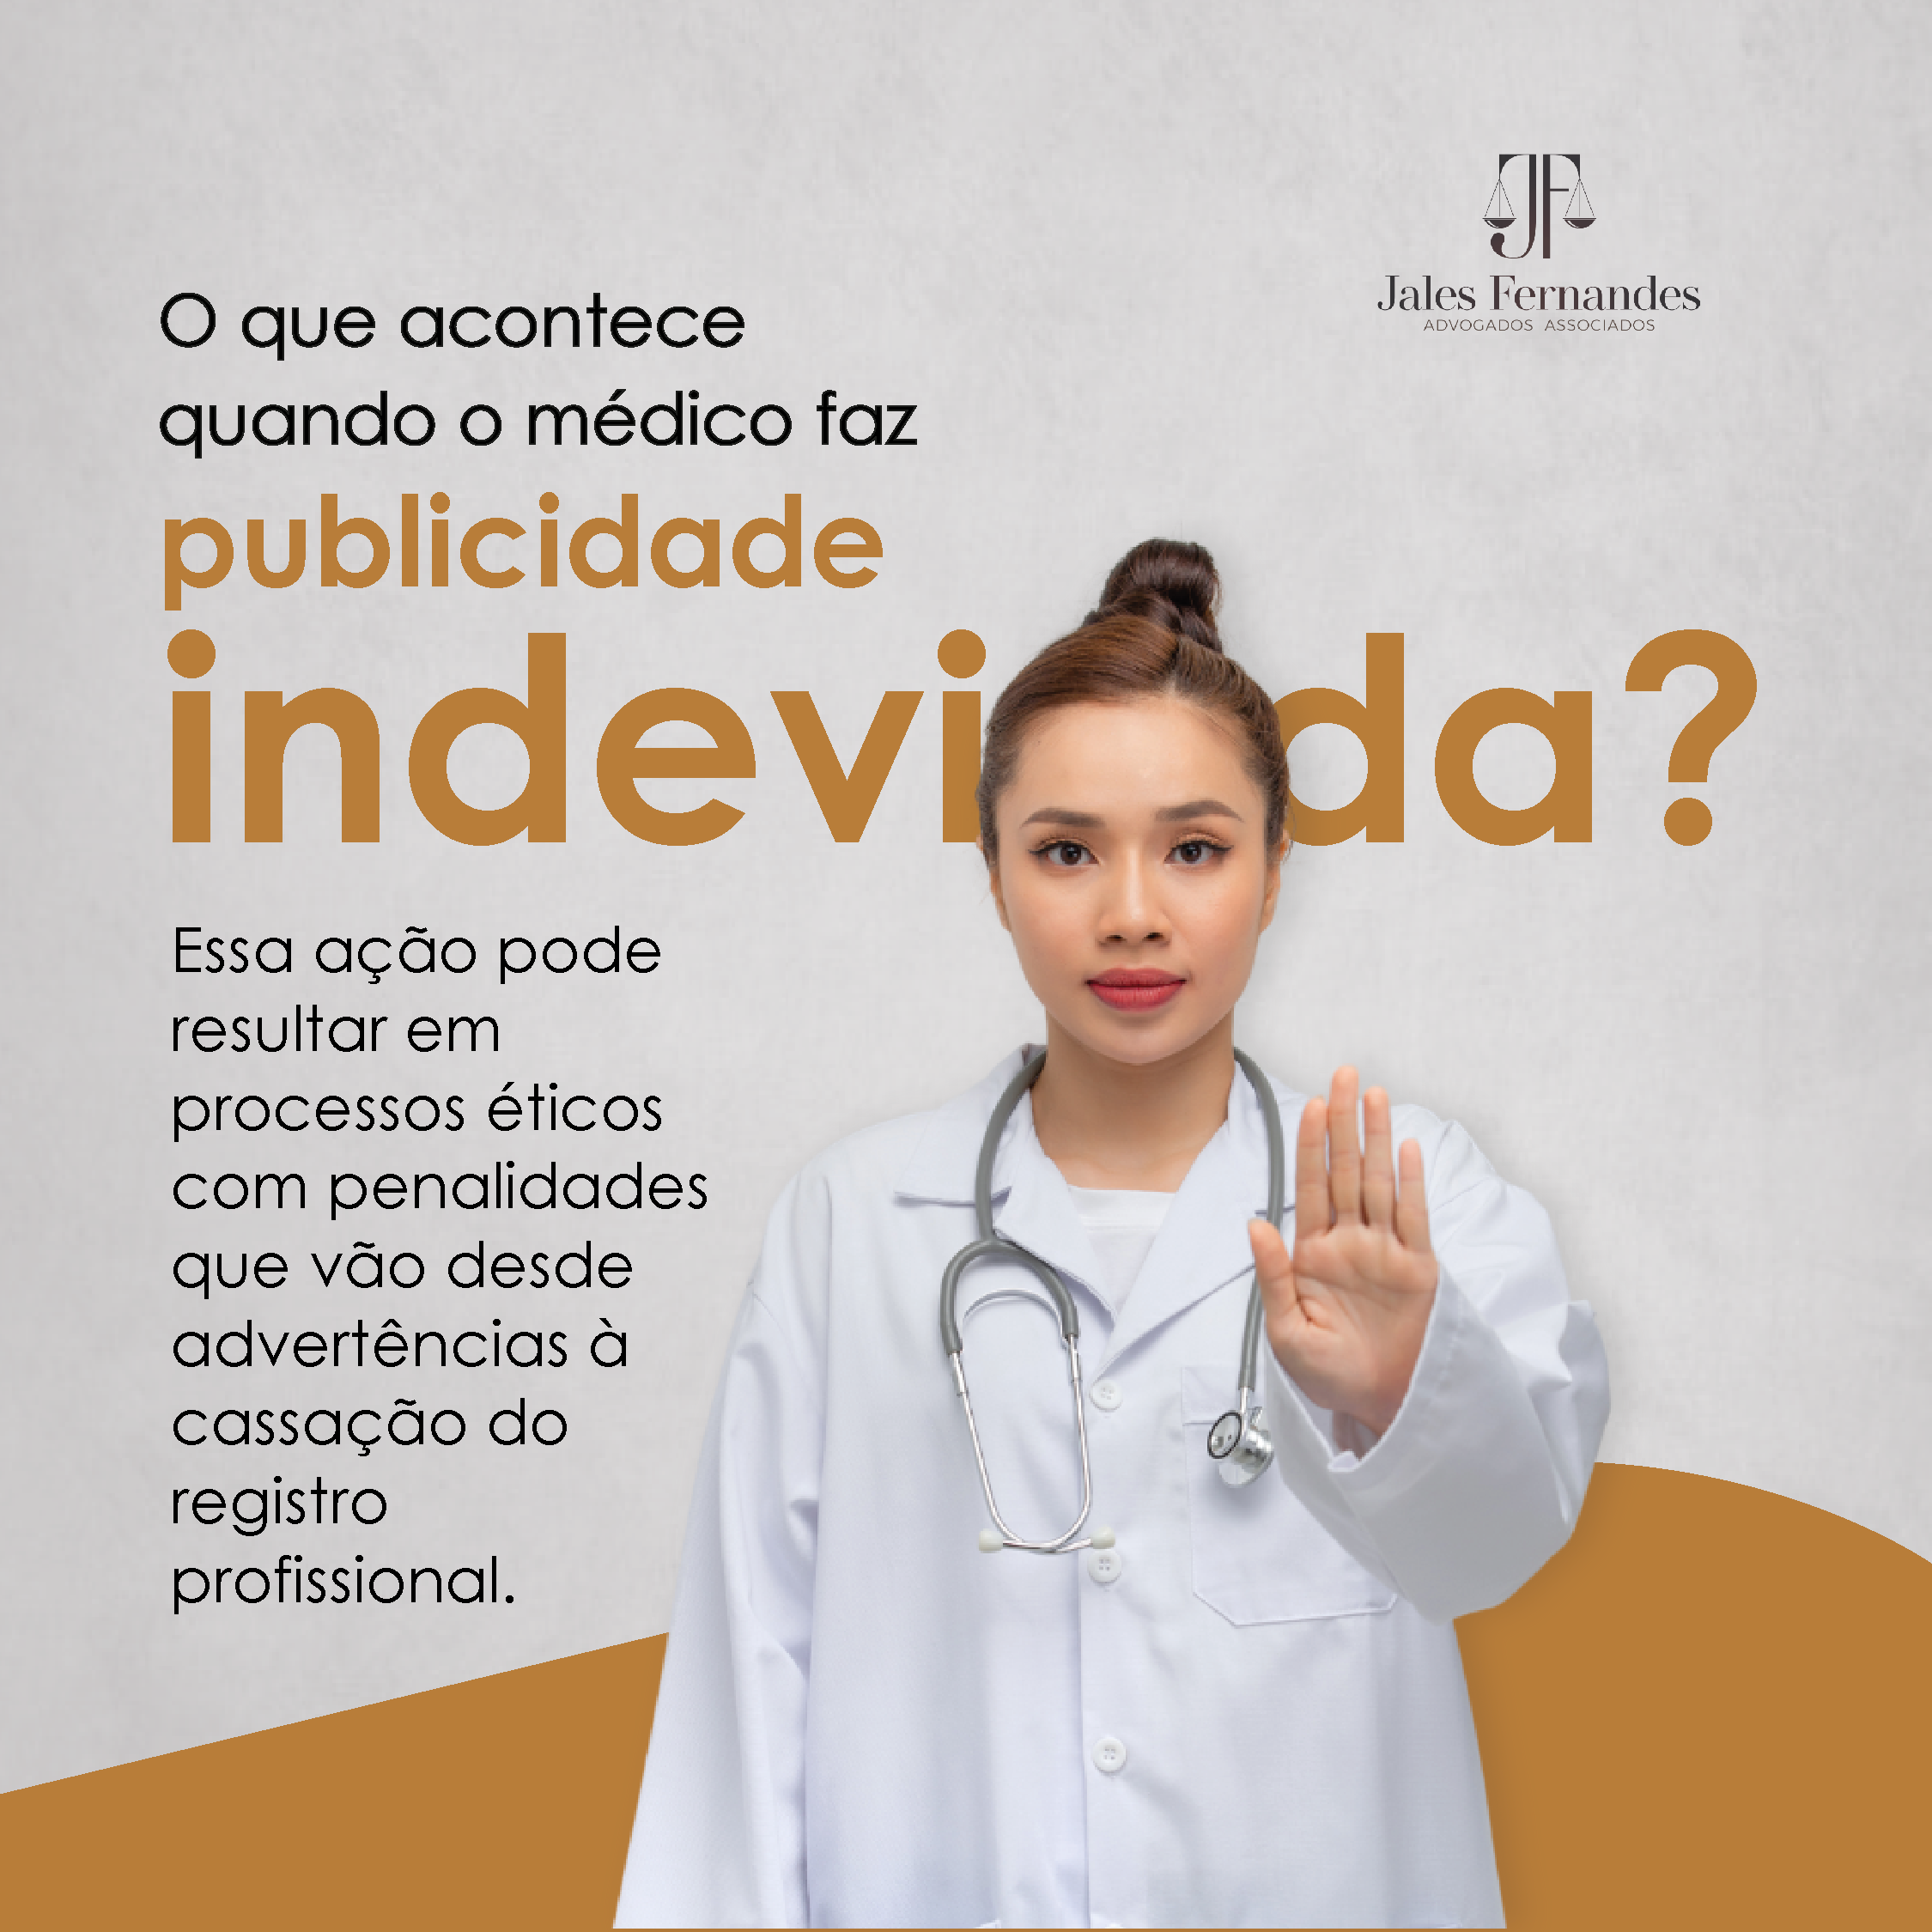 JF
Jales Fernandes
ADVOGADOS ASSOCIADOS
O que acontece
quando o médico faz
publicidade
indevida?
Essa ação pode
resultar em
processos éticos
com penalidades
que vão desde
advertências à
cassação do
registro
profissional.